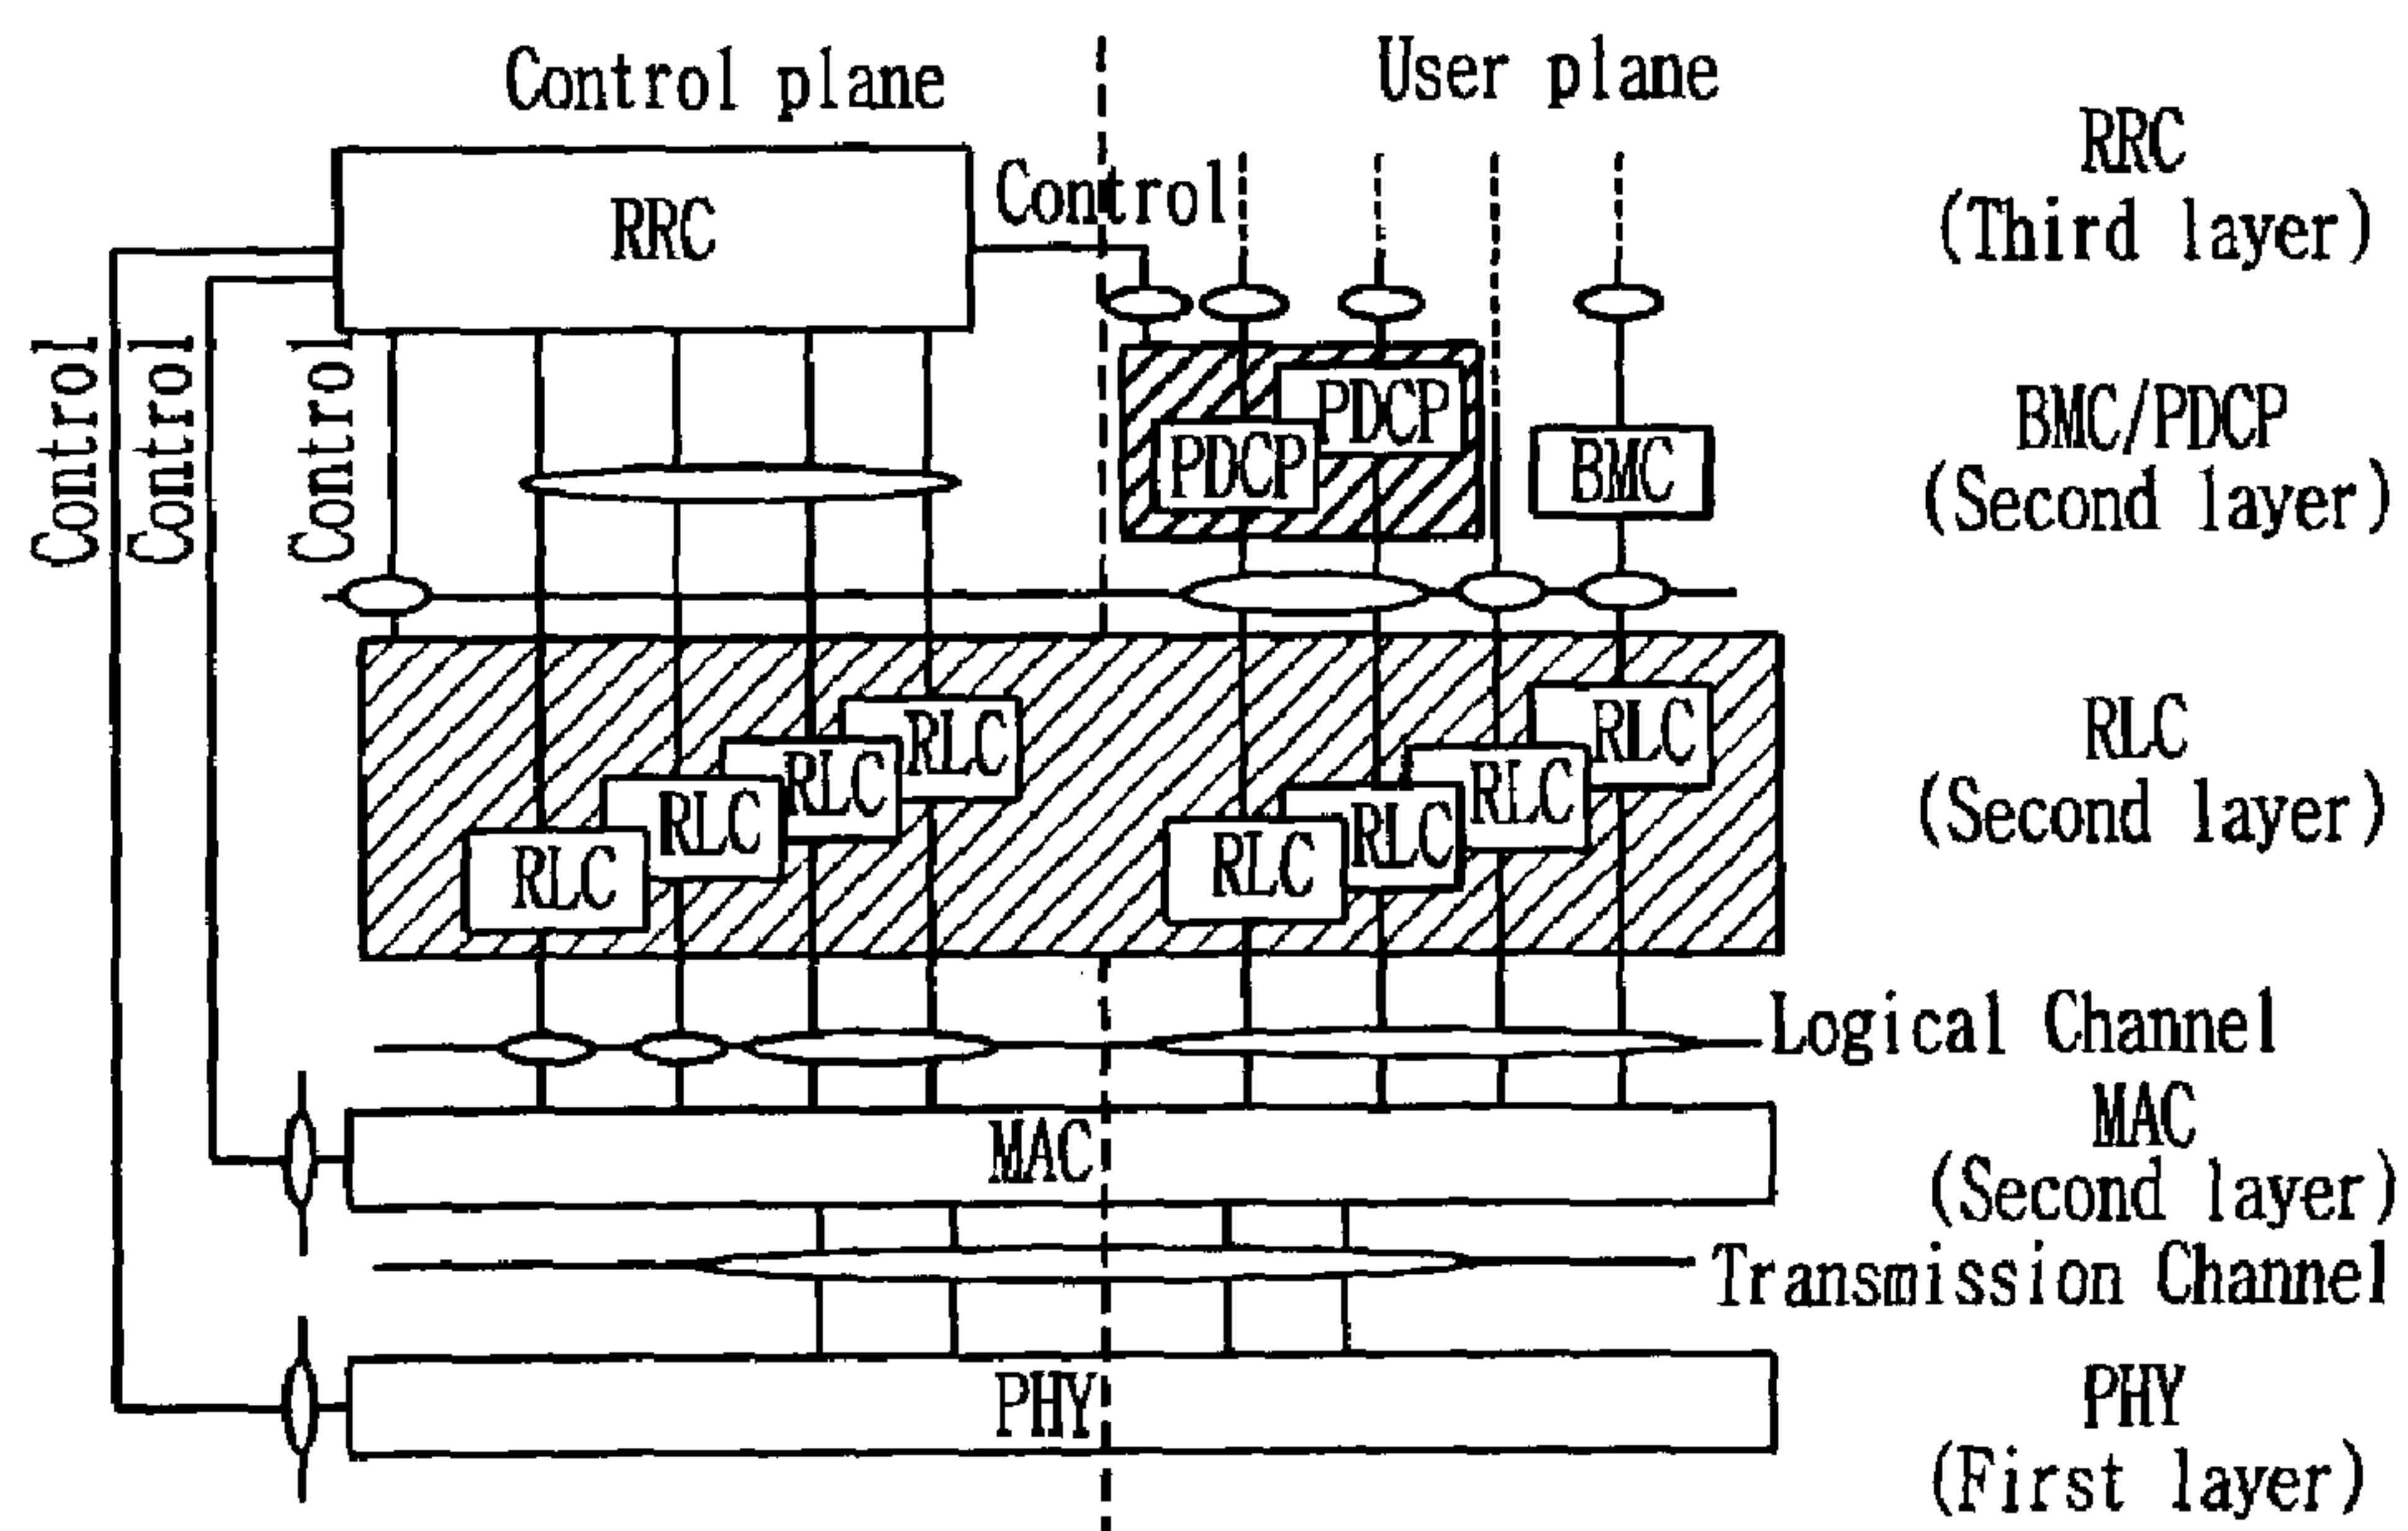 Control plane
User plane
RRC
(Third layer)
RRC
Control
Control
Control
Control
PDCP
PDCP
BMC
BMC/PDCP
(Second layer)
RLC
RLC
RLC
RLC
RLC
RLC
RLC
RLC
RLC
(Second layer)
Logical Channel
MAC
MAC
(Second layer)
Transmission Channel
PHY
PHY
(First layer)